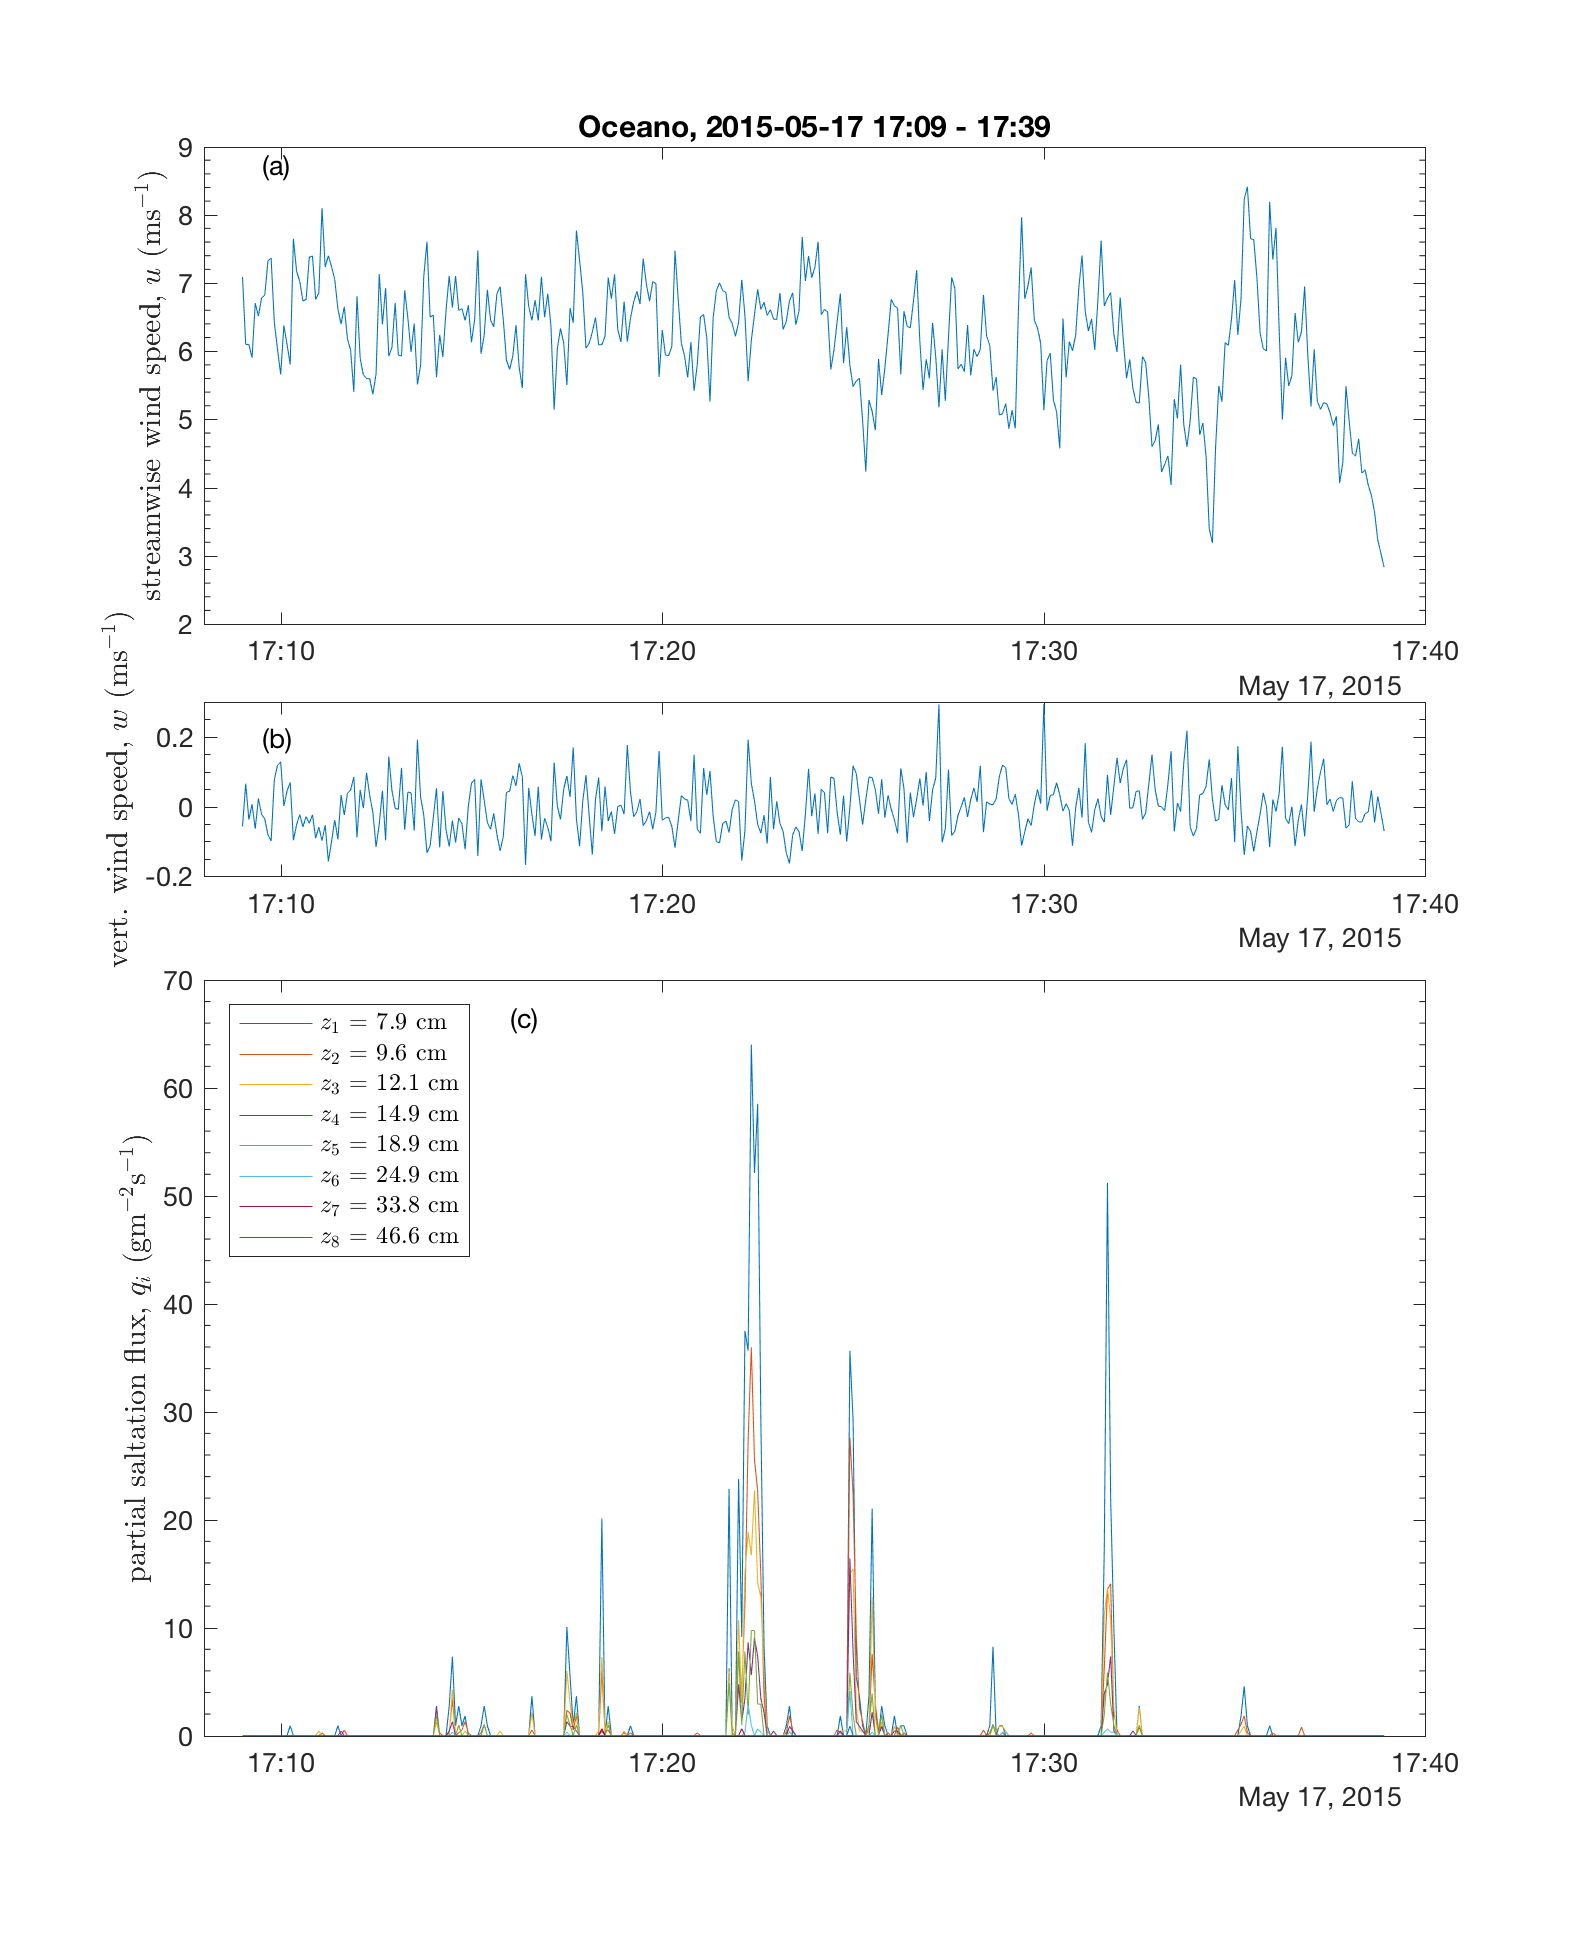 Oceano, 2015-05-17 17:09 - 17:39
(a)
streamwise wind speed, u (ms⁻¹)
9
8
7
6
5
4
3
2
17:10 17:20 17:30 17:40
May 17, 2015
(b)
vert. wind speed, w (ms⁻¹)
0.2
0
-0.2
17:10 17:20 17:30 17:40
May 17, 2015
(c)
partial saltation flux, qᵢ (gm⁻²s⁻¹)
70
60
50
40
30
20
10
0
z₁ = 7.9 cm
z₂ = 9.6 cm
z₃ = 12.1 cm
z₄ = 14.9 cm
z₅ = 18.9 cm
z₆ = 24.9 cm
z₇ = 33.8 cm
z₈ = 46.6 cm
17:10 17:20 17:30 17:40
May 17, 2015